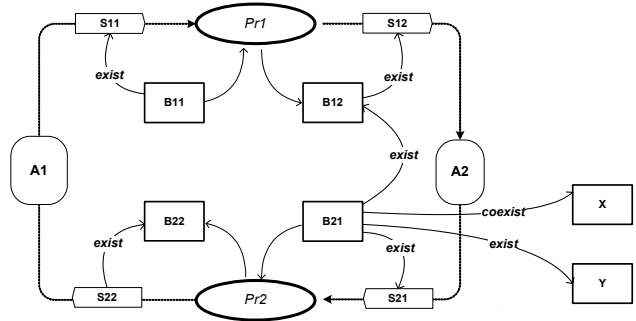 S11
Pr1
S12
exist
B11
B12
exist
exist
A1
A2
B22
B21
coexist
X
exist
exist
exist
Y
S22
Pr2
S21